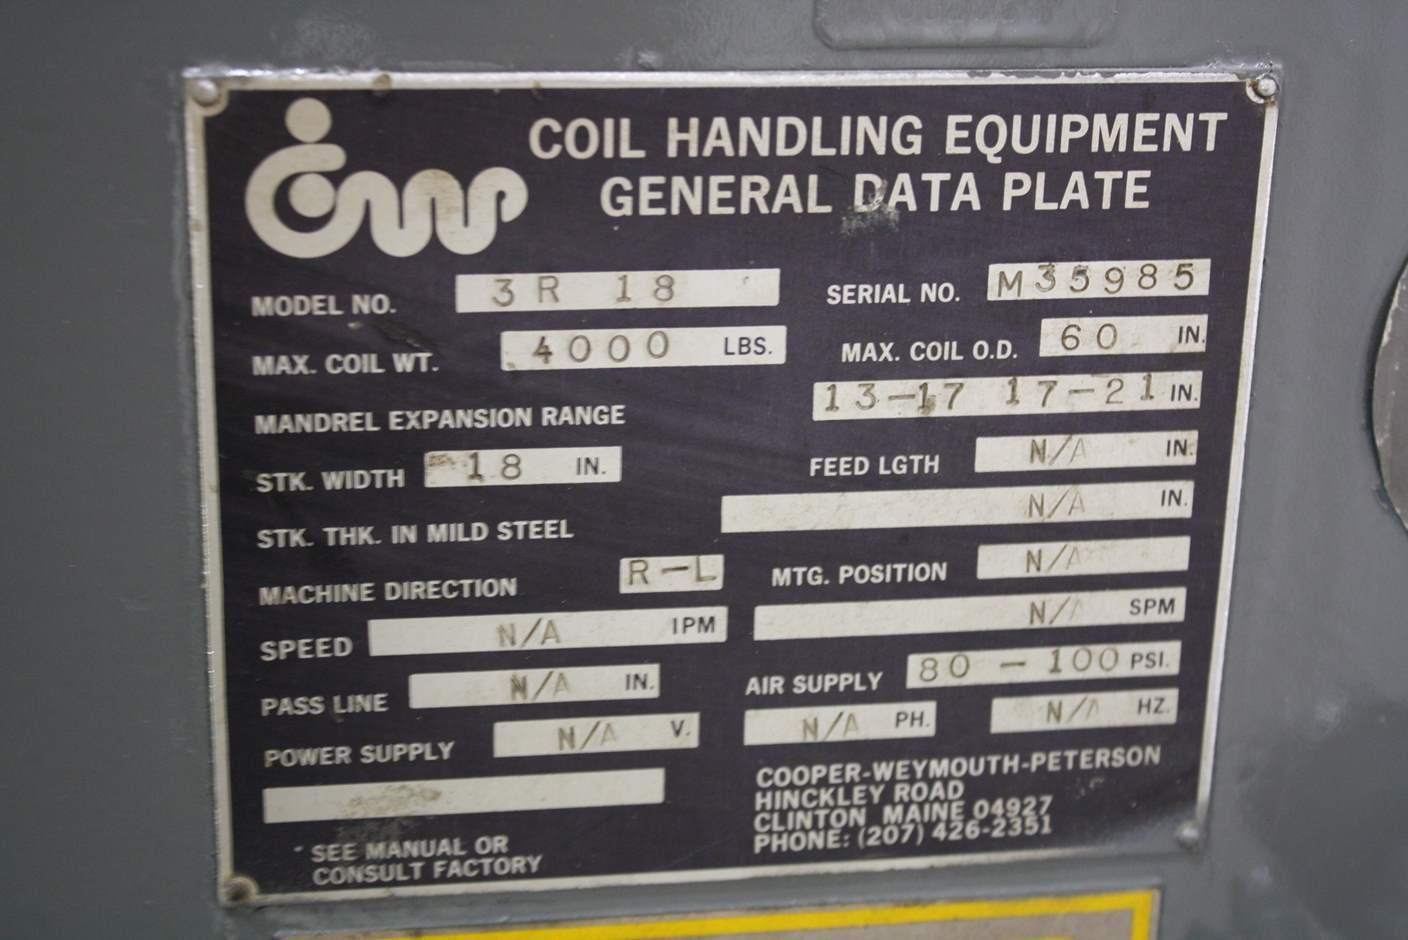 CWP
COIL HANDLING EQUIPMENT
GENERAL DATA PLATE
MODEL NO. 3R 18 SERIAL NO. M35985
MAX. COIL WT. 4000 LBS. MAX. COIL O.D. 60 IN.
MANDREL EXPANSION RANGE 13-17 17-21 IN.
STK. WIDTH 18 IN. FEED LGTH N/A IN.
STK. THK. IN MILD STEEL N/A IN.
MACHINE DIRECTION R-L MTG. POSITION N/A
SPEED N/A IPM N/A SPM
PASS LINE N/A IN. AIR SUPPLY 80 - 100 PSI.
POWER SUPPLY N/A V. N/A PH. N/A HZ.
COOPER-WEYMOUTH-PETERSON
HINCKLEY ROAD
CLINTON MAINE 04927
PHONE: (207) 426-2351
SEE MANUAL OR
CONSULT FACTORY